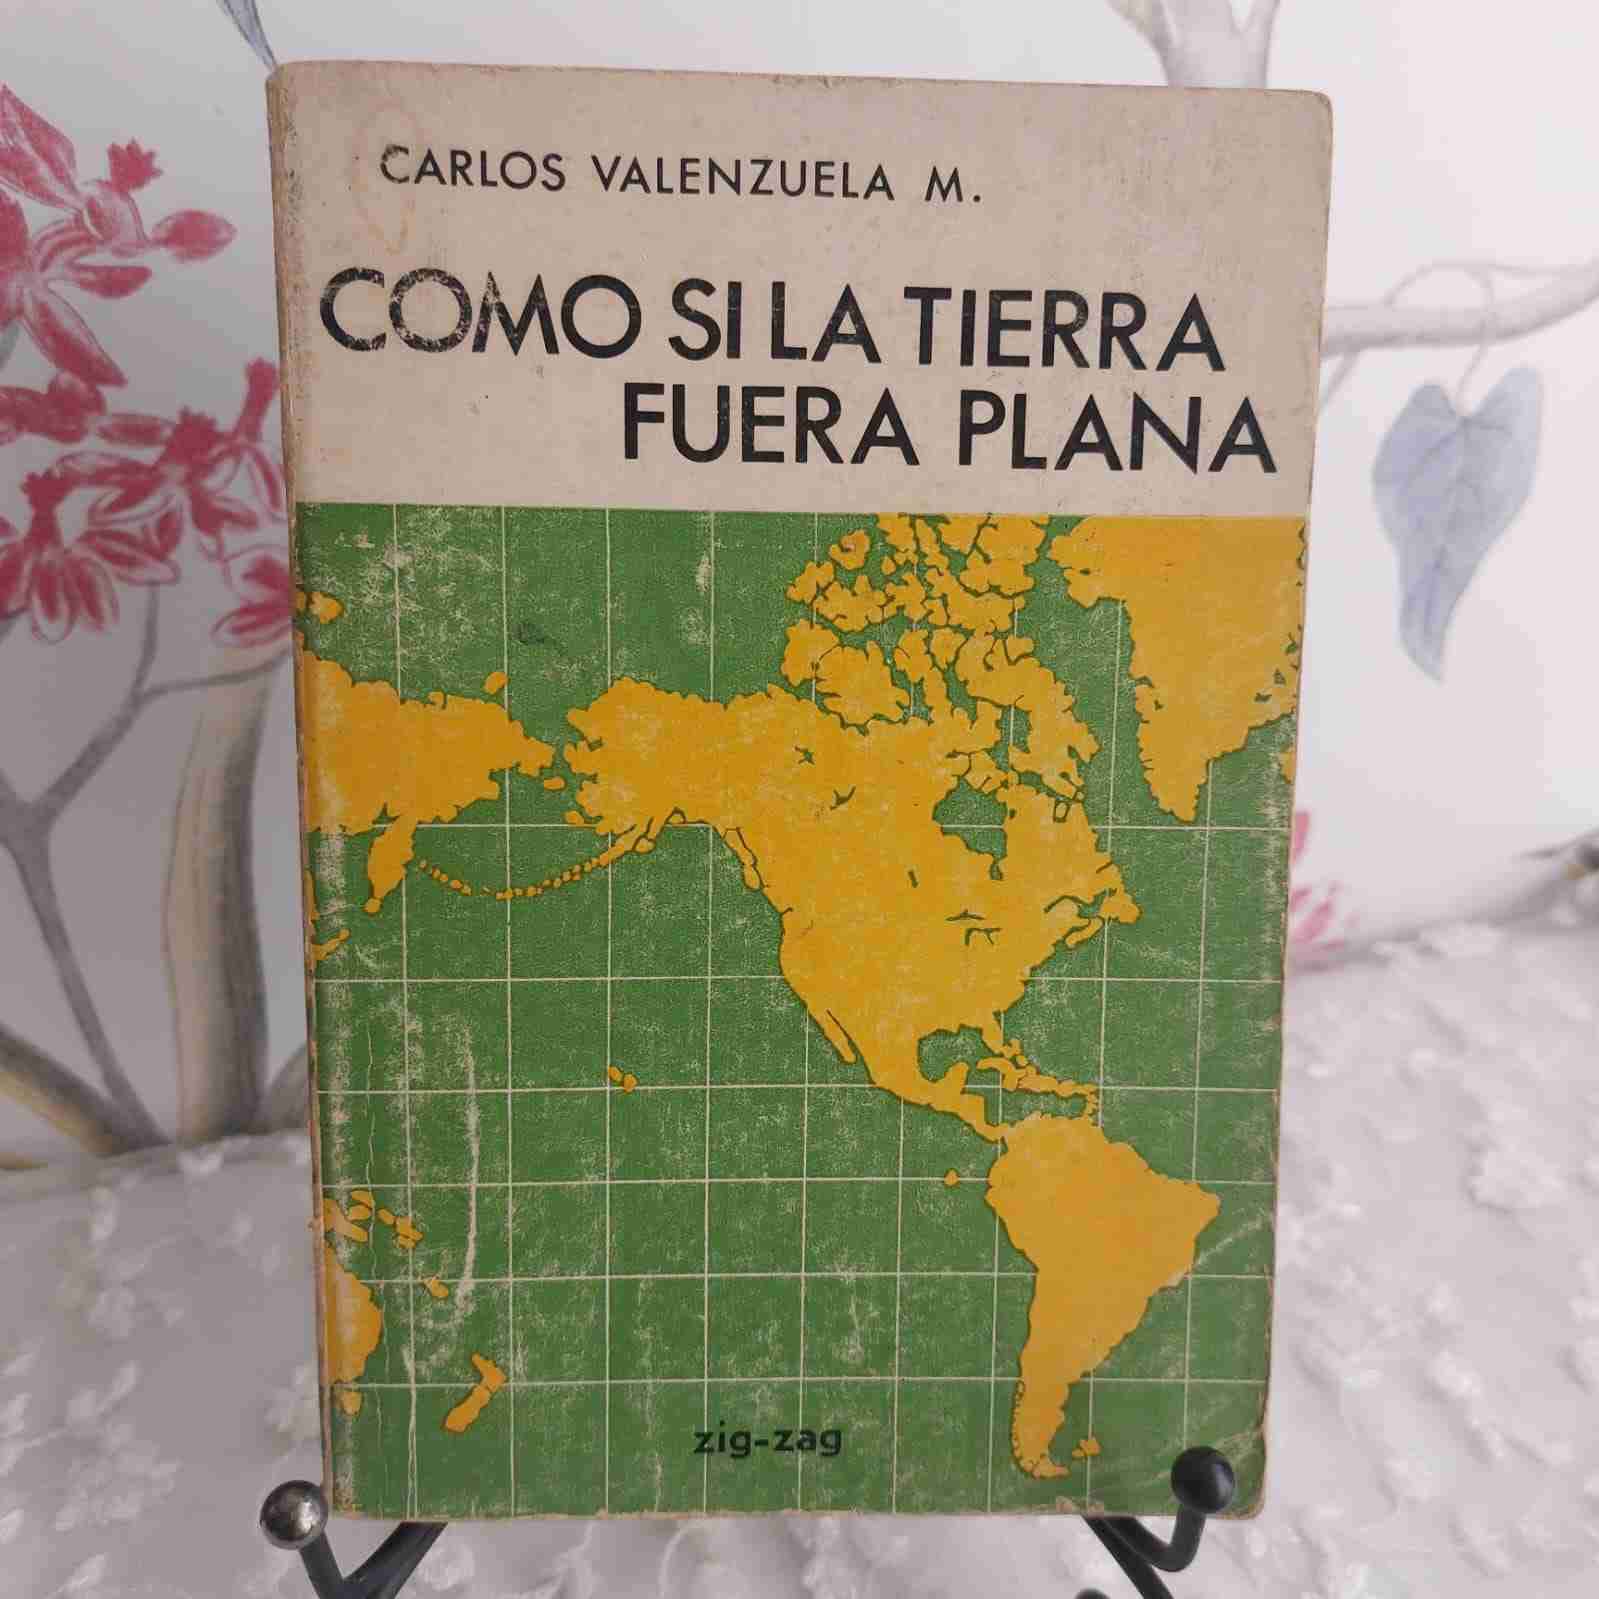 CARLOS VALENZUELA M.
COMO SI LA TIERRA
FUERA PLANA
zig-zag